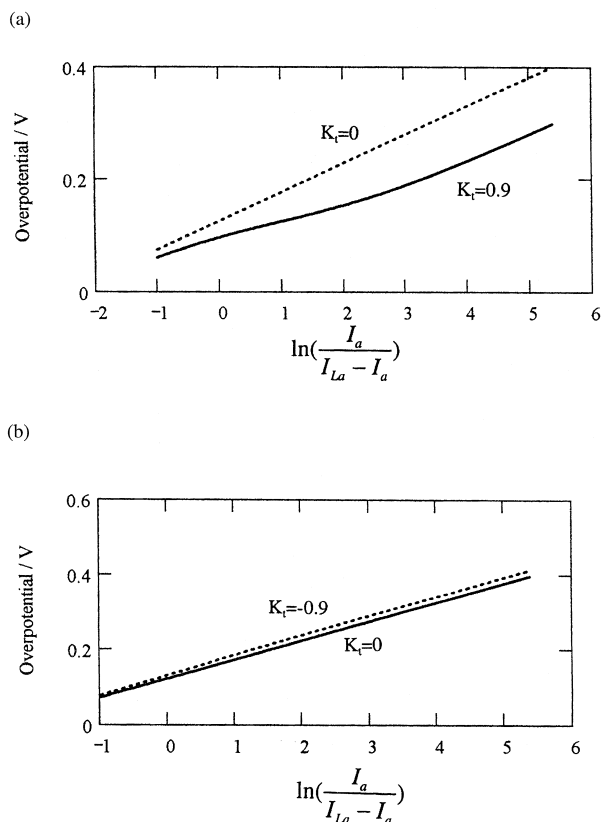 (a)
0.4
0.2
0
Overpotential / V
K_t=0
K_t=0.9
−2 −1 0 1 2 3 4 5 6
ln(I_a / (I_La − I_a))
(b)
0.6
0.4
0.2
0
Overpotential / V
K_t=-0.9
K_t=0
−1 0 1 2 3 4 5 6
ln(I_a / (I_La − I_a))